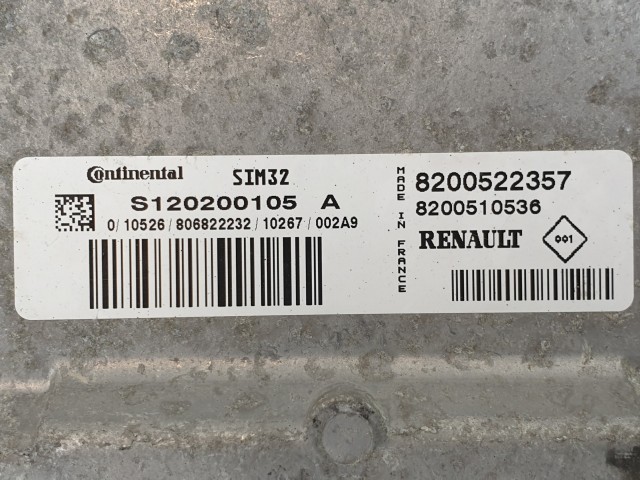 Continental SIM32
S120200105 A
0/10526/806822232/10267/002A9
MADE IN FRANCE
8200522357
8200510536
RENAULT 001